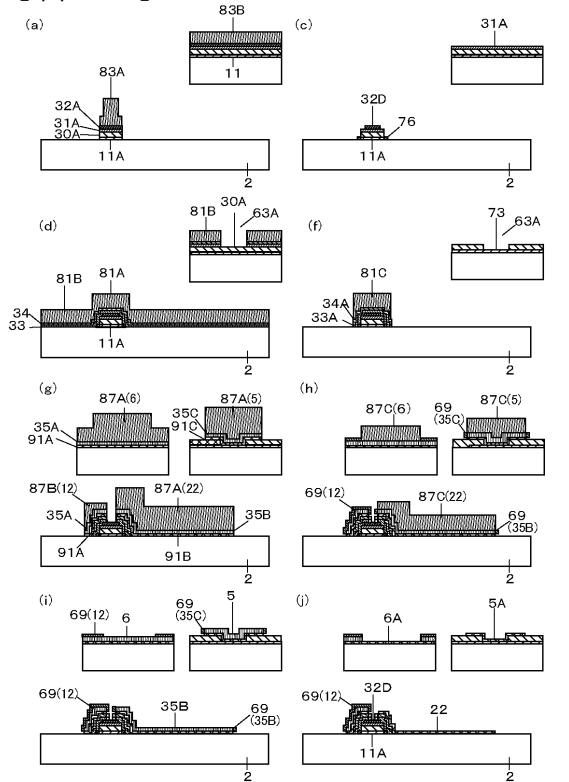 (a)
83B
11
83A
32A
31A
30A
11A
2
(c)
31A
32D
76
11A
2
(d)
81B
30A
63A
81B
81A
34
33
11A
2
(f)
73
63A
81C
34A
33A
2
(g)
87A(6)
35A
91A
87A(5)
35C
91C
87B(12)
87A(22)
35A
35B
91A
91B
2
(h)
87C(6)
69
(35C)
87C(5)
69(12)
87C(22)
69
(35B)
2
(i)
69(12)
6
69
(35C)
5
69(12)
35B
69
(35B)
2
(j)
6A
5A
69(12)
32D
22
11A
2